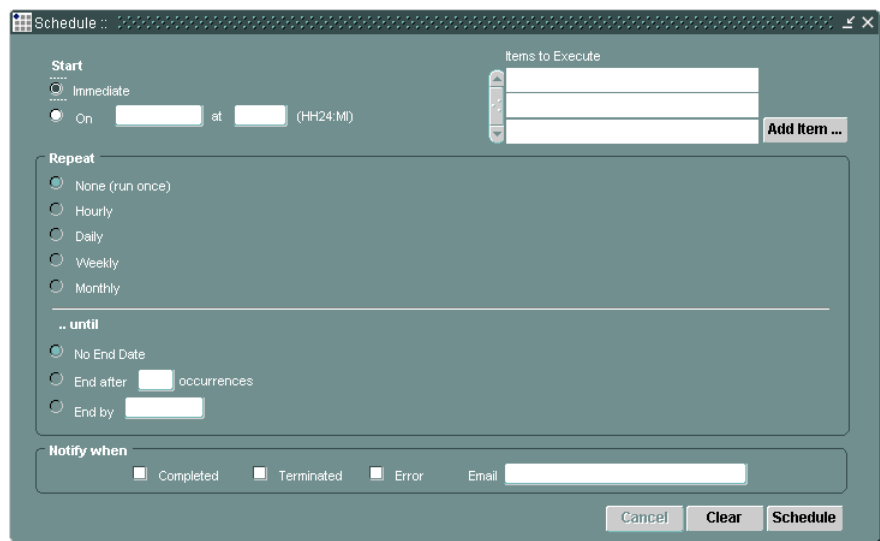 Schedule ::
Start
Items to Execute
Immediate
On at (HH24:MI)
Add Item ...
Repeat
None (run once)
Hourly
Daily
Weekly
Monthly
.. until
No End Date
End after occurrences
End by
Notify when
Completed Terminated Error Email
Cancel Clear Schedule